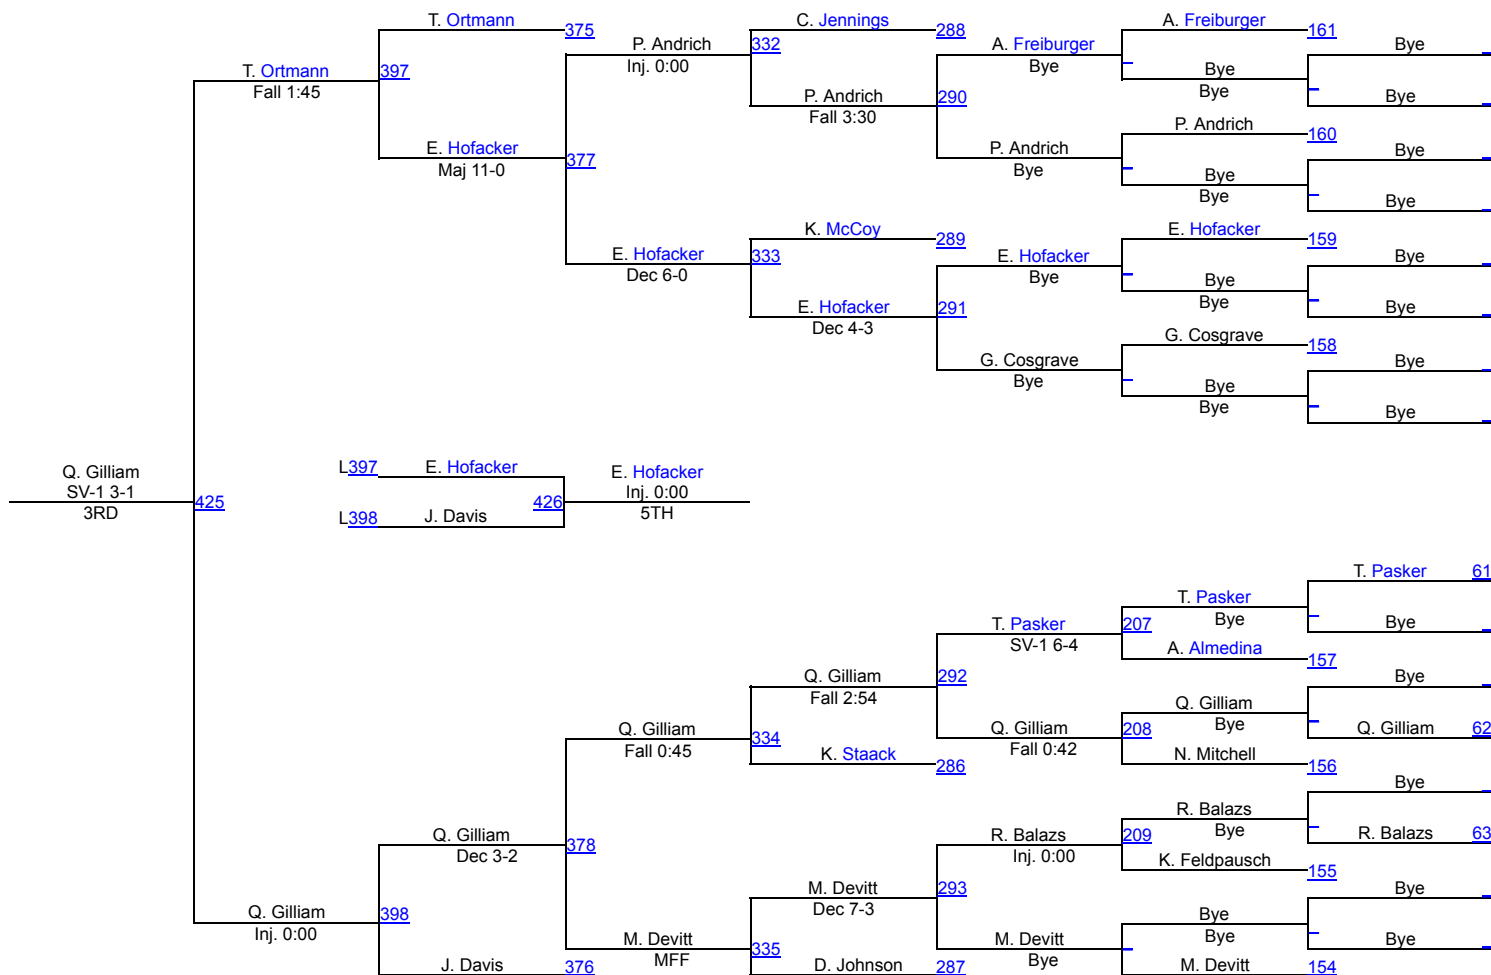 T. Ortmann
375
C. Jennings
288
A. Freiburger
161
Bye
P. Andrich
332
A. Freiburger
Inj. 0:00
Bye
T. Ortmann
397
Bye
Fall 1:45
Bye
P. Andrich
290
Bye
Fall 3:30
P. Andrich
160
E. Hofacker
377
P. Andrich
Bye
Maj 11-0
Bye
Bye
Bye
Bye
K. McCoy
289
E. Hofacker
159
E. Hofacker
333
E. Hofacker
Bye
Dec 6-0
Bye
Bye
Bye
E. Hofacker
291
Bye
Dec 4-3
G. Cosgrave
158
G. Cosgrave
Bye
Bye
Bye
Bye
Bye
Q. Gilliam
L397
E. Hofacker
E. Hofacker
SV-1 3-1
425
426
Inj. 0:00
3RD
L398
J. Davis
5TH
T. Pasker
61
T. Pasker
T. Pasker
207
Bye
Bye
SV-1 6-4
A. Almedina
157
Q. Gilliam
292
Bye
Fall 2:54
Q. Gilliam
Q. Gilliam
334
Q. Gilliam
208
Bye
Q. Gilliam
62
Fall 0:45
K. Staack
286
Fall 0:42
N. Mitchell
156
Bye
R. Balazs
Q. Gilliam
378
R. Balazs
209
Bye
R. Balazs
63
Dec 3-2
Inj. 0:00
K. Feldpausch
155
M. Devitt
293
Bye
Dec 7-3
Q. Gilliam
398
Bye
Inj. 0:00
M. Devitt
335
M. Devitt
Bye
Bye
MFF
Bye
J. Davis
376
D. Johnson
287
M. Devitt
154